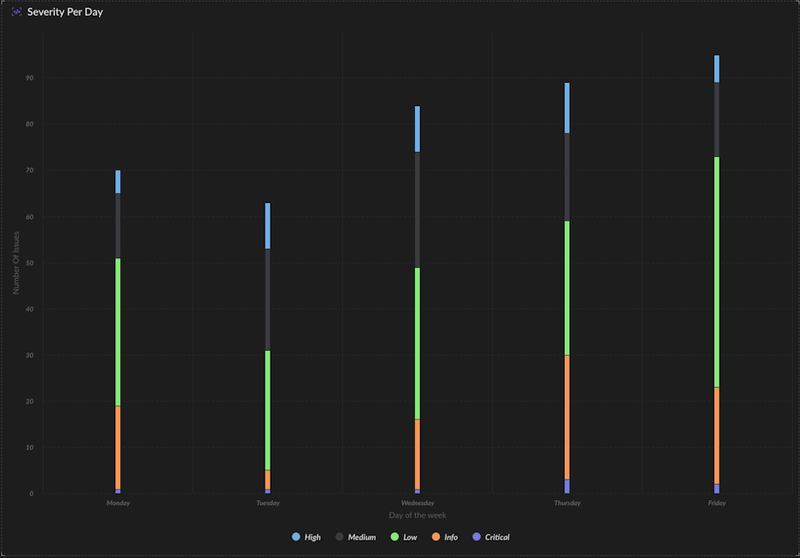 Severity Per Day
90
80
70
60
50
40
30
20
10
0
Number Of Issues
Monday Tuesday Wednesday Thursday Friday
Day of the week
High Medium Low Info Critical